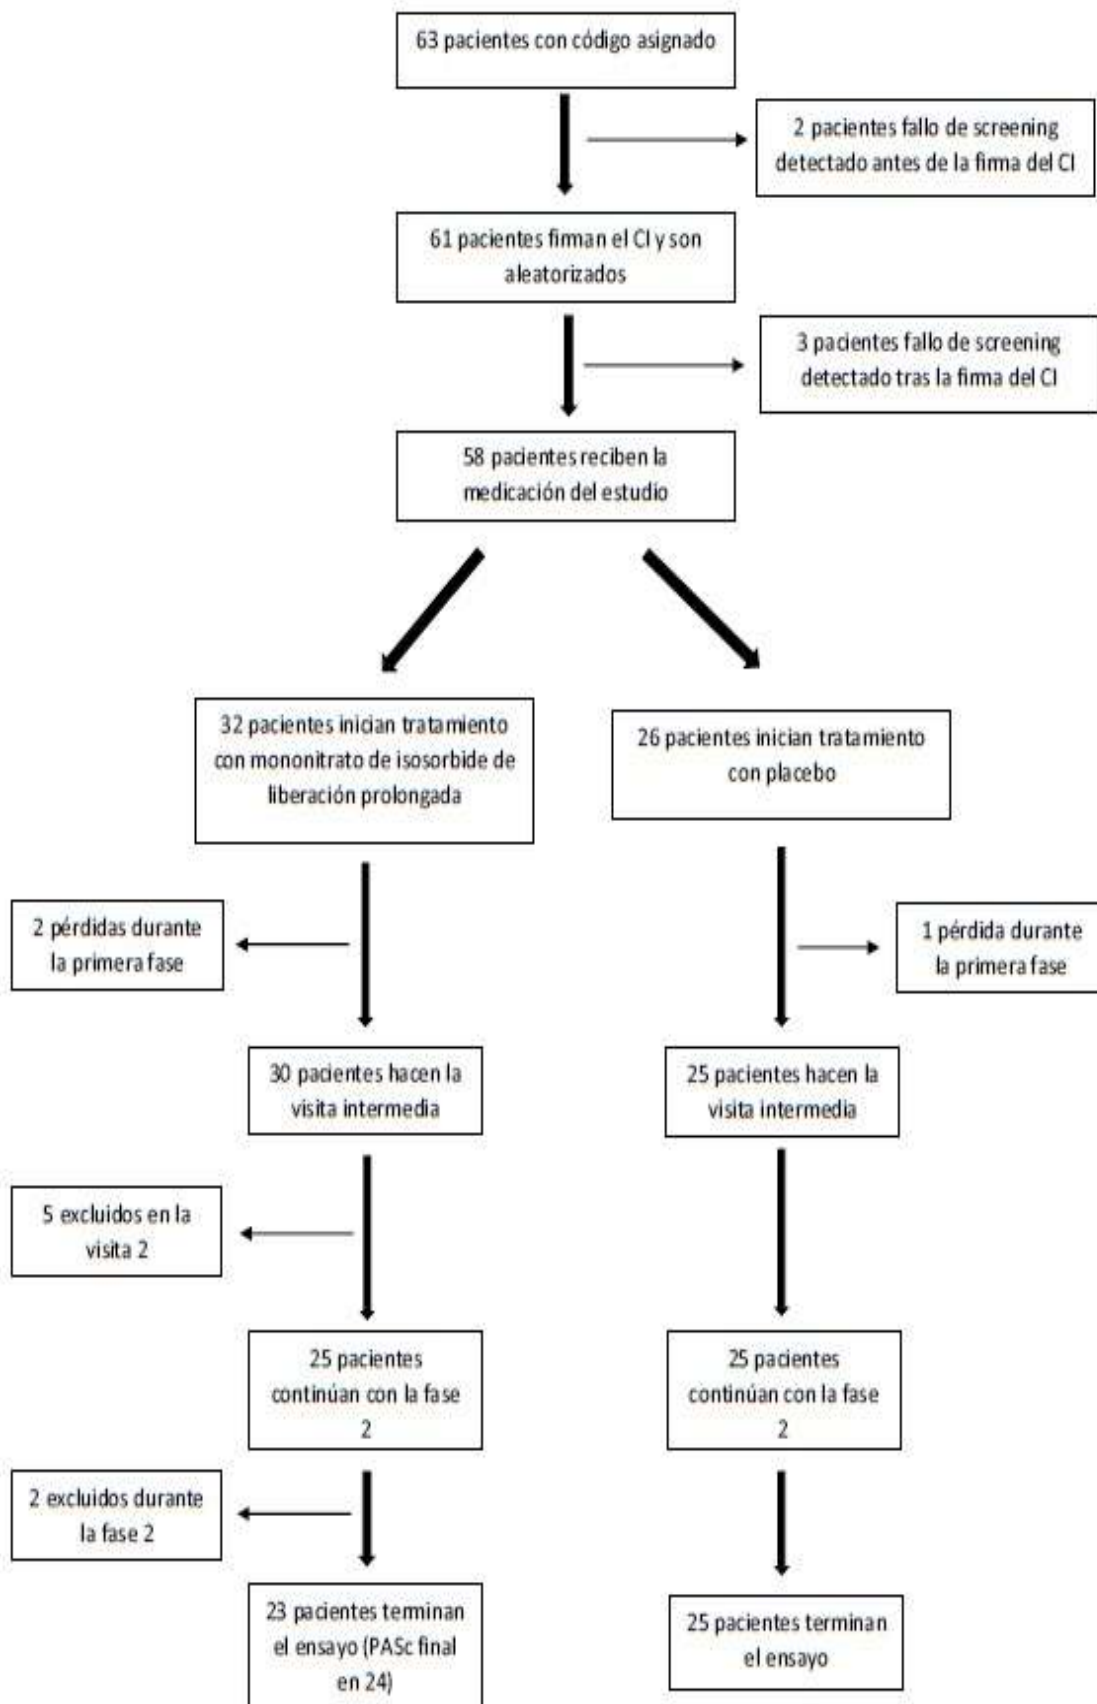 63 pacientes con código asignado
2 pacientes fallo de screening
detectado antes de la firma del CI
61 pacientes firman el CI y son
aleatorizados
3 pacientes fallo de screening
detectado tras la firma del CI
58 pacientes reciben la
medicación del estudio
32 pacientes inician tratamiento
con mononitrato de isosorbide de
liberación prolongada
26 pacientes inician tratamiento
con placebo
2 pérdidas durante
la primera fase
1 pérdida durante
la primera fase
30 pacientes hacen la
visita intermedia
25 pacientes hacen la
visita intermedia
5 excluidos en la
visita 2
25 pacientes
continúan con la fase
2
25 pacientes
continúan con la fase
2
2 excluidos durante
la fase 2
23 pacientes terminan
el ensayo (PASc final
en 24)
25 pacientes terminan
el ensayo